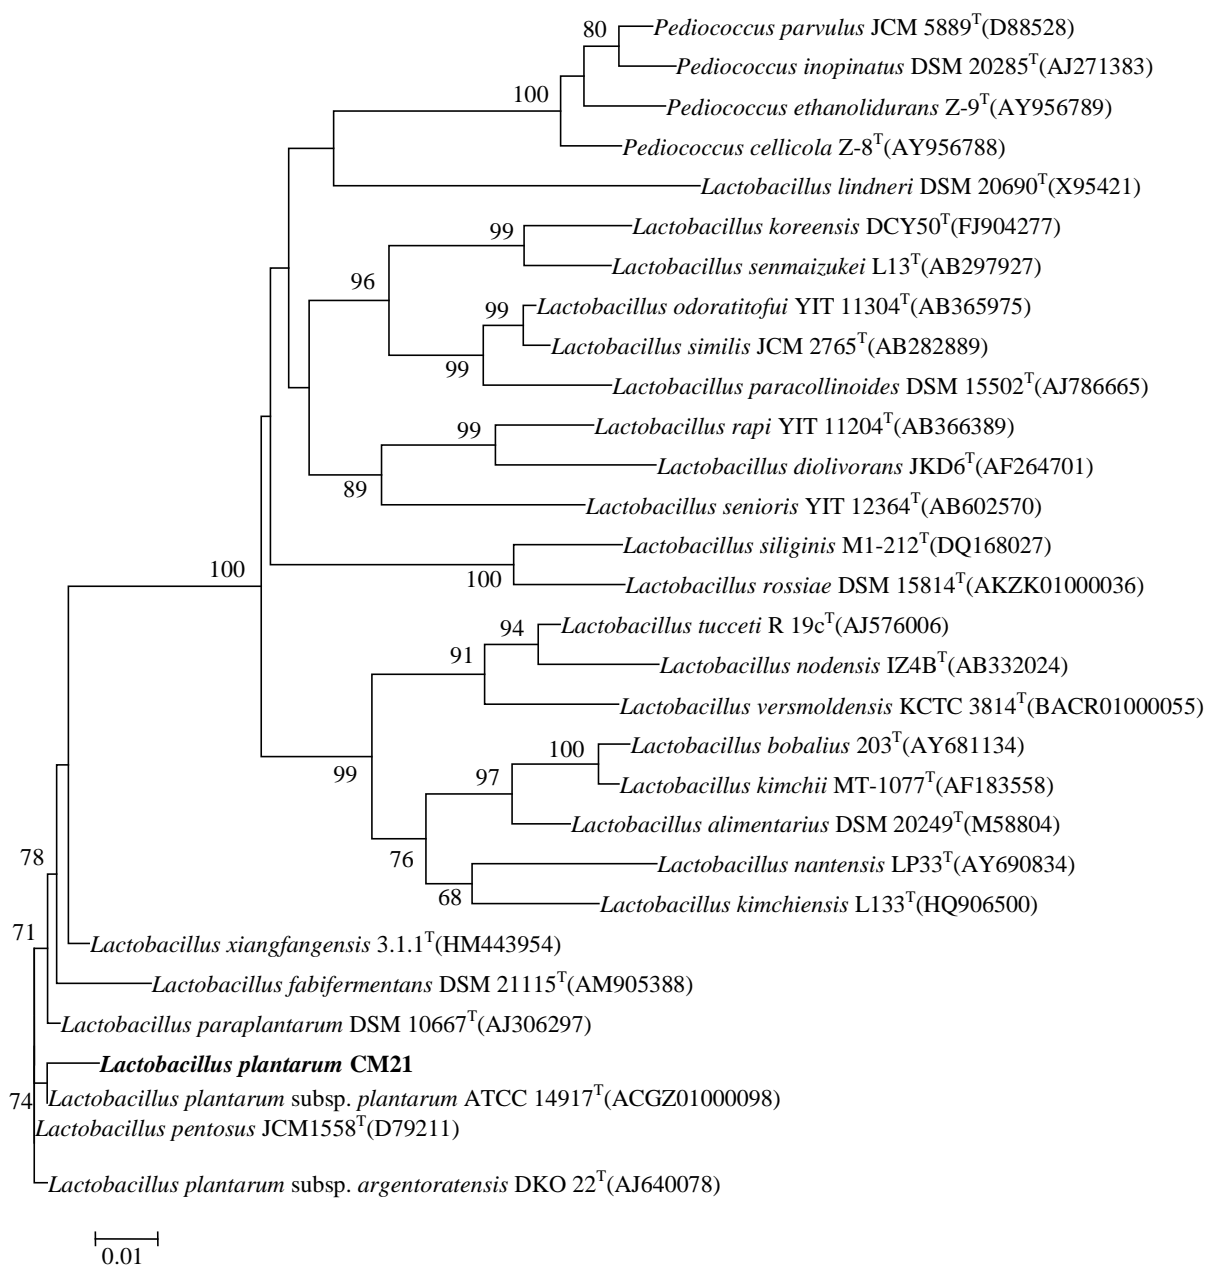 80
Pediococcus parvulus JCM 5889T(D88528)
Pediococcus inopinatus DSM 20285T(AJ271383)
100
Pediococcus ethanolidurans Z-9T(AY956789)
Pediococcus cellicola Z-8T(AY956788)
Lactobacillus lindneri DSM 20690T(X95421)
99
Lactobacillus koreensis DCY50T(FJ904277)
Lactobacillus senmaizukei L13T(AB297927)
96
99
Lactobacillus odoratitofui YIT 11304T(AB365975)
Lactobacillus similis JCM 2765T(AB282889)
99
Lactobacillus paracollinoides DSM 15502T(AJ786665)
99
Lactobacillus rapi YIT 11204T(AB366389)
Lactobacillus diolivorans JKD6T(AF264701)
89
Lactobacillus senioris YIT 12364T(AB602570)
Lactobacillus siliginis M1-212T(DQ168027)
100
100
Lactobacillus rossiae DSM 15814T(AKZK01000036)
94
Lactobacillus tucceti R 19cT(AJ576006)
91
Lactobacillus nodensis IZ4BT(AB332024)
Lactobacillus versmoldensis KCTC 3814T(BACR01000055)
100
Lactobacillus bobalius 203T(AY681134)
99
97
Lactobacillus kimchii MT-1077T(AF183558)
Lactobacillus alimentarius DSM 20249T(M58804)
78
76
Lactobacillus nantensis LP33T(AY690834)
68
Lactobacillus kimchiensis L133T(HQ906500)
71
Lactobacillus xiangfangensis 3.1.1T(HM443954)
Lactobacillus fabifermentans DSM 21115T(AM905388)
Lactobacillus paraplantarum DSM 10667T(AJ306297)
Lactobacillus plantarum CM21
74
Lactobacillus plantarum subsp. plantarum ATCC 14917T(ACGZ01000098)
Lactobacillus pentosus JCM1558T(D79211)
Lactobacillus plantarum subsp. argentoratensis DKO 22T(AJ640078)
0.01